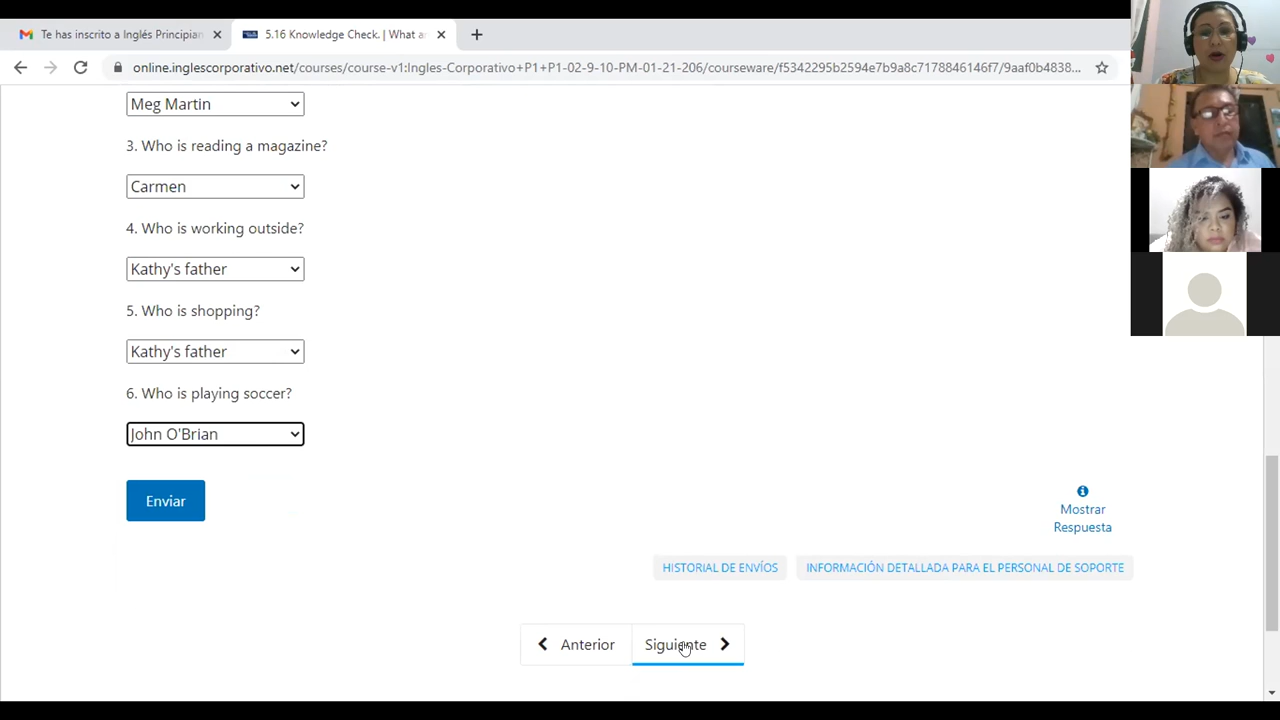 Te has inscrito a Inglés Principian
5.16 Knowledge Check. | What a
online.inglescorporativo.net/courses/course-v1:Ingles-Corporativo+P1+P1-02-9-10-PM-01-21-206/courseware/f5342295b2594e7b9a8c7178846146f7/9aaf0b4838...
Meg Martin
3. Who is reading a magazine?
Carmen
4. Who is working outside?
Kathy's father
5. Who is shopping?
Kathy's father
6. Who is playing soccer?
John O'Brian
Enviar
Mostrar
Respuesta
HISTORIAL DE ENVÍOS INFORMACIÓN DETALLADA PARA EL PERSONAL DE SOPORTE
Anterior Siguiente